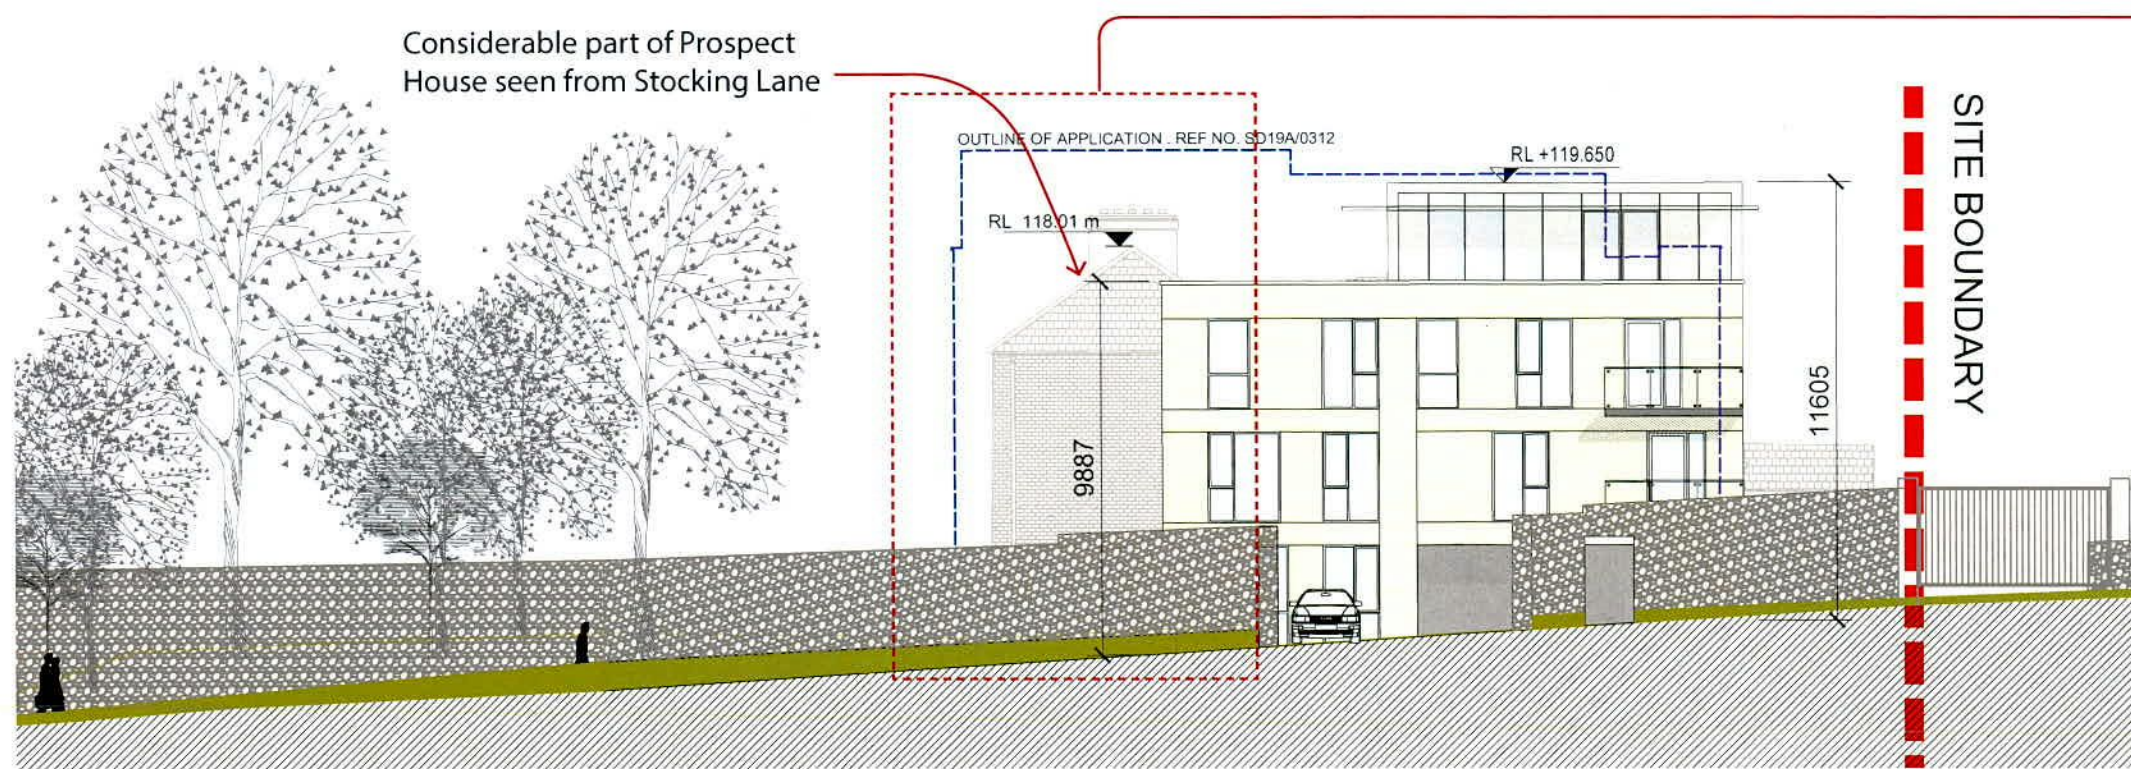 Considerable part of Prospect
House seen from Stocking Lane
OUTLINE OF APPLICATION . REF NO. SD19A/0312
RL +119.650
RL 118.01 m
SITE BOUNDARY
9887
11605